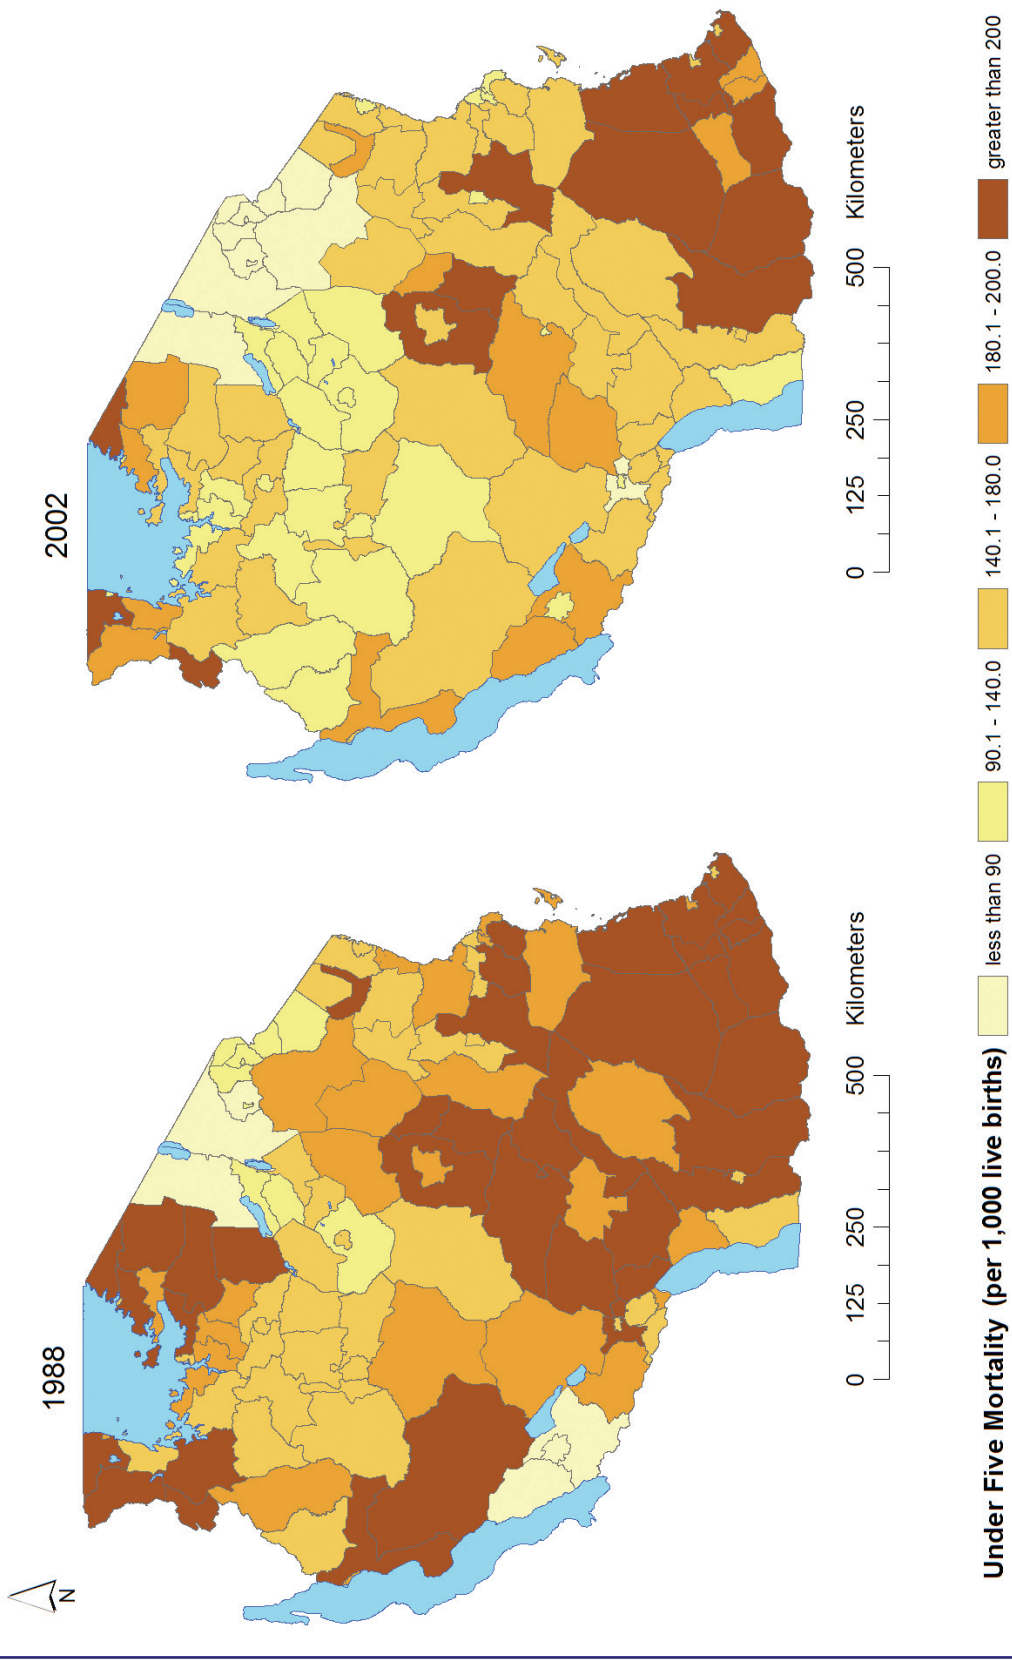 1988
2002
N
0 125 250 500 Kilometers
0 125 250 500 Kilometers
Under Five Mortality (per 1,000 live births) less than 90 90.1 - 140.0 140.1 - 180.0 180.1 - 200.0 greater than 200